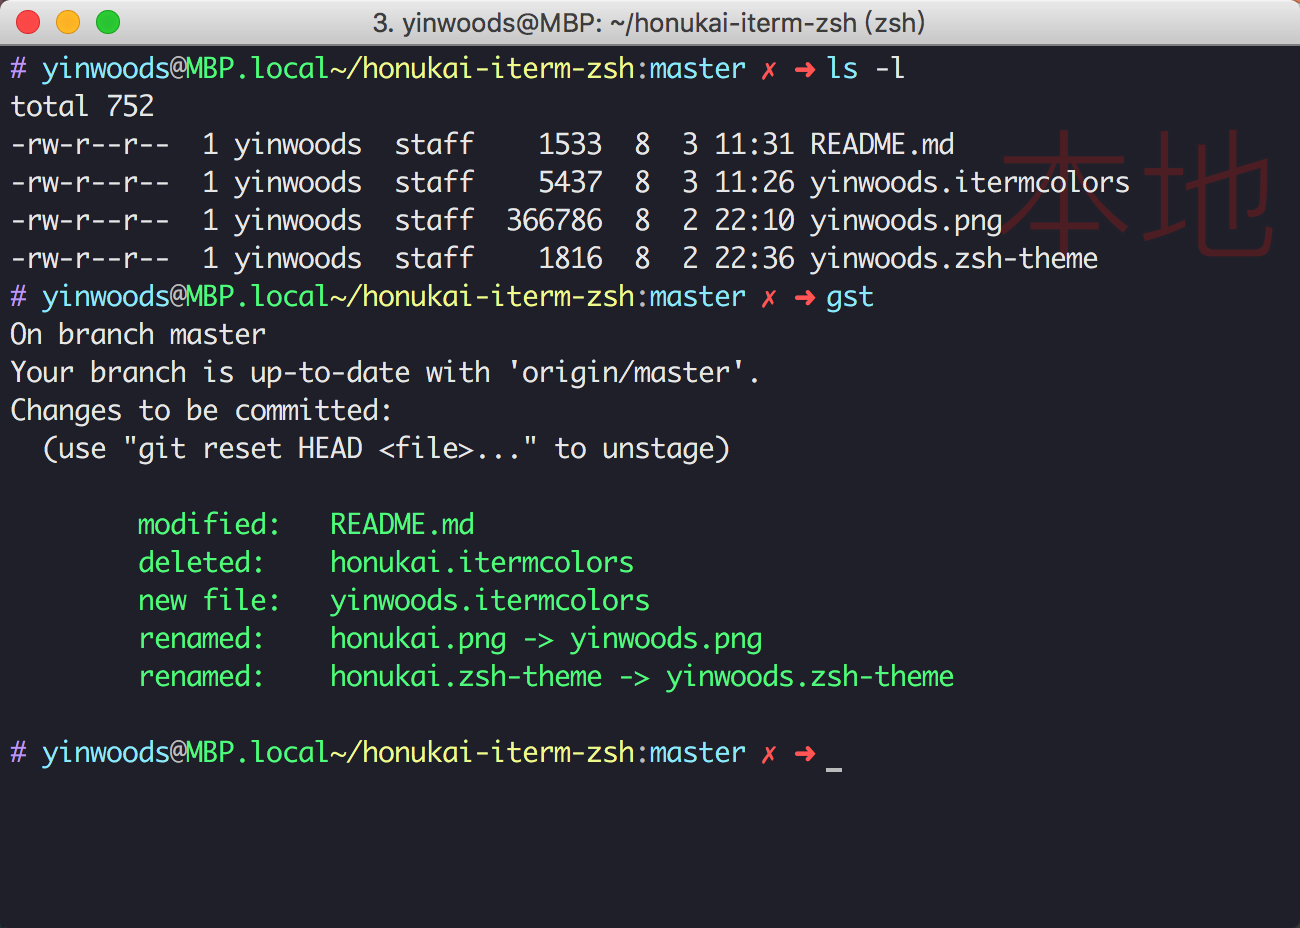 3. yinwoods@MBP: ~/honukai-iterm-zsh (zsh)
# yinwoods@MBP.local~/honukai-iterm-zsh:master ✗ ➜ ls -l
total 752
-rw-r--r--  1 yinwoods  staff    1533  8  3 11:31 README.md
-rw-r--r--  1 yinwoods  staff    5437  8  3 11:26 yinwoods.itermcolors
-rw-r--r--  1 yinwoods  staff  366786  8  2 22:10 yinwoods.png
-rw-r--r--  1 yinwoods  staff    1816  8  2 22:36 yinwoods.zsh-theme
本地
# yinwoods@MBP.local~/honukai-iterm-zsh:master ✗ ➜ gst
On branch master
Your branch is up-to-date with 'origin/master'.
Changes to be committed:
  (use "git reset HEAD <file>..." to unstage)
        modified:   README.md
        deleted:    honukai.itermcolors
        new file:   yinwoods.itermcolors
        renamed:    honukai.png -> yinwoods.png
        renamed:    honukai.zsh-theme -> yinwoods.zsh-theme
# yinwoods@MBP.local~/honukai-iterm-zsh:master ✗ ➜ _